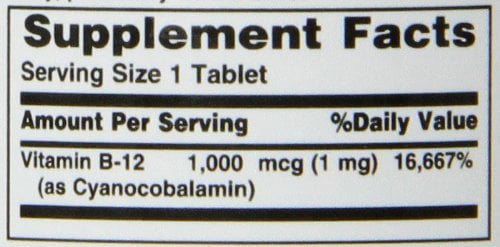 Supplement Facts
Serving Size 1 Tablet
Amount Per Serving %Daily Value
Vitamin B-12 1,000 mcg (1 mg) 16,667%
(as Cyanocobalamin)